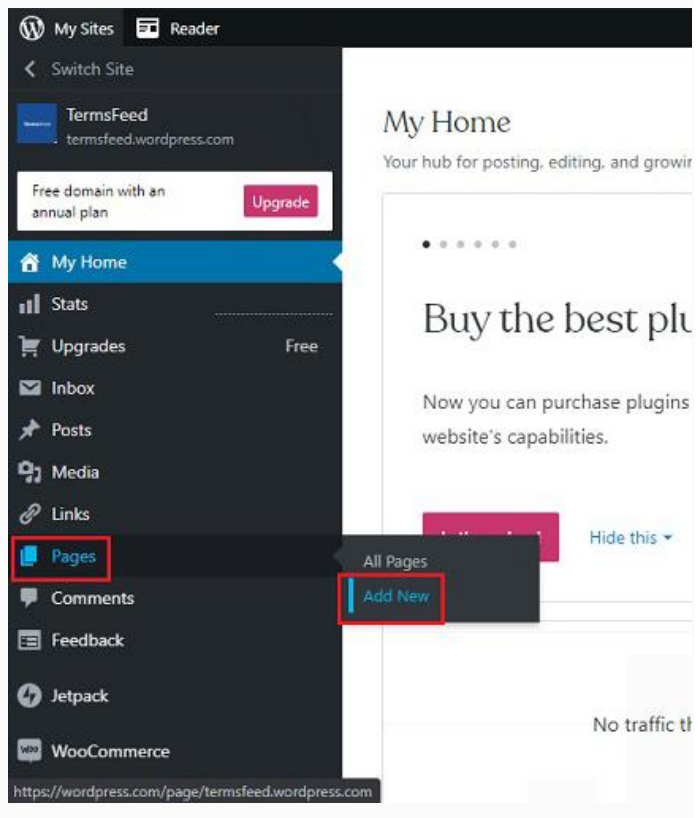 My Sites Reader
Switch Site
TermsFeed
termsfeed.wordpress.com
Free domain with an
annual plan
Upgrade
My Home
Stats
Upgrades Free
Inbox
Posts
Media
Links
Pages
Comments
Feedback
Jetpack
WooCommerce
https://wordpress.com/page/termsfeed.wordpress.com
All Pages
Add New
My Home
Your hub for posting, editing, and growin
Buy the best plu
Now you can purchase plugins
website's capabilities.
Hide this
No traffic th